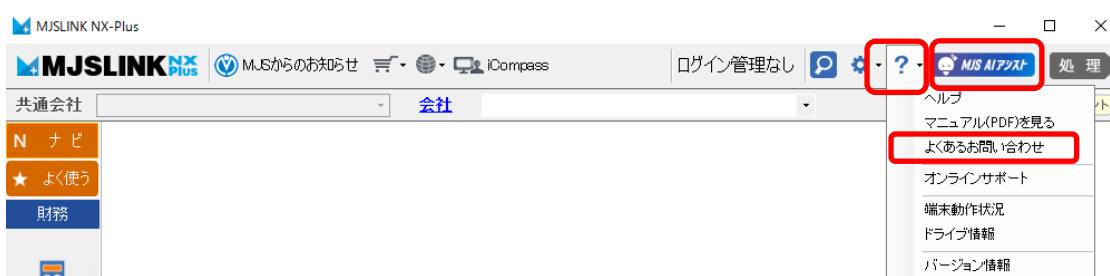 MJSLINK NX-Plus
MJSLINK NX Plus MJSからのお知らせ iCompass ログイン管理なし ? MJS AIアシスト 処 理
共通会社 会社
ヘルプ
マニュアル(PDF)を見る
N ナ ビ
よくあるお問い合わせ
★ よく使う
オンラインサポート
財務
端末動作状況
ドライブ情報
バージョン情報